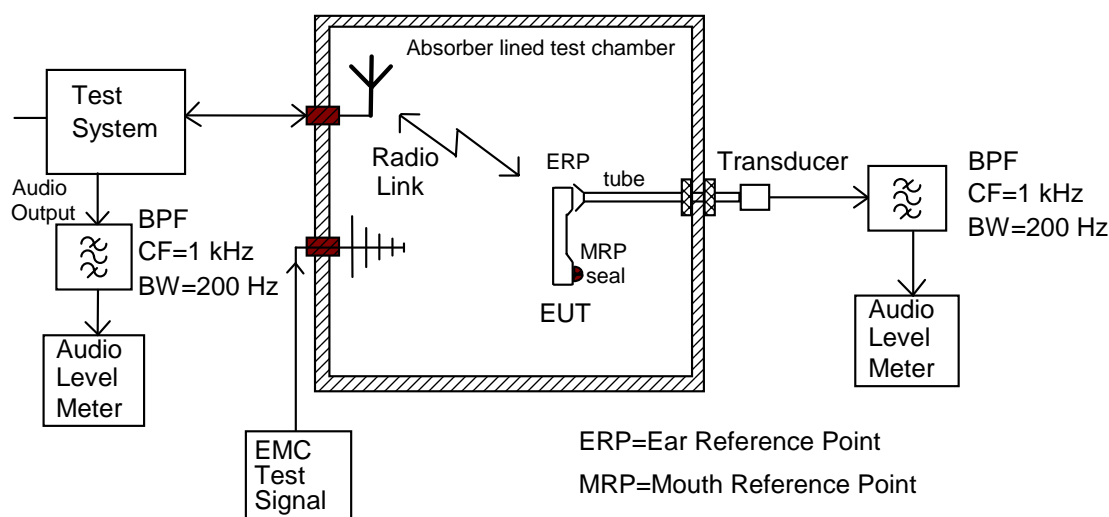 Absorber lined test chamber
Test
System
Radio
Link
ERP
tube
Transducer
BPF
CF=1 kHz
BW=200 Hz
Audio
Output
BPF
CF=1 kHz
BW=200 Hz
MRP
seal
EUT
Audio
Level
Meter
Audio
Level
Meter
EMC
Test
Signal
ERP=Ear Reference Point
MRP=Mouth Reference Point